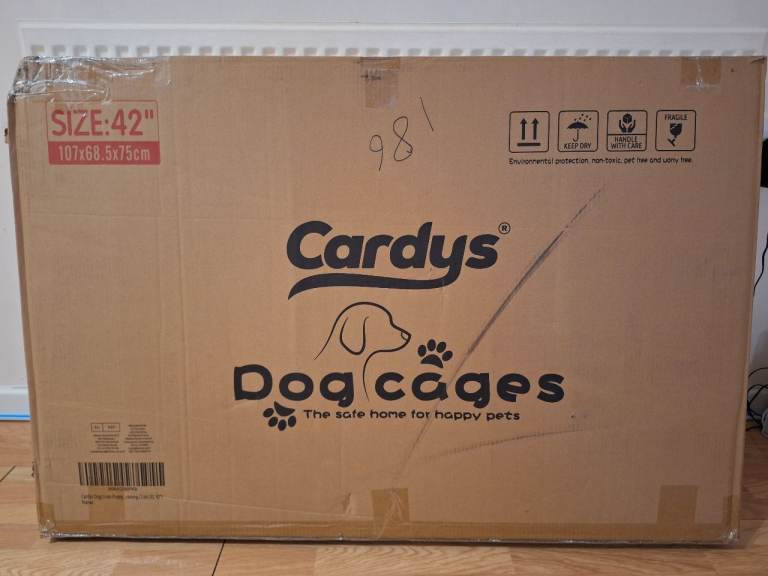 SIZE:42"
107x68.5x75cm
981
KEEP DRY
HANDLE
WITH CARE
FRAGILE
Environmental protection, non-toxic, pet free and worry free.
Cardys®
Dog cages
The safe home for happy pets